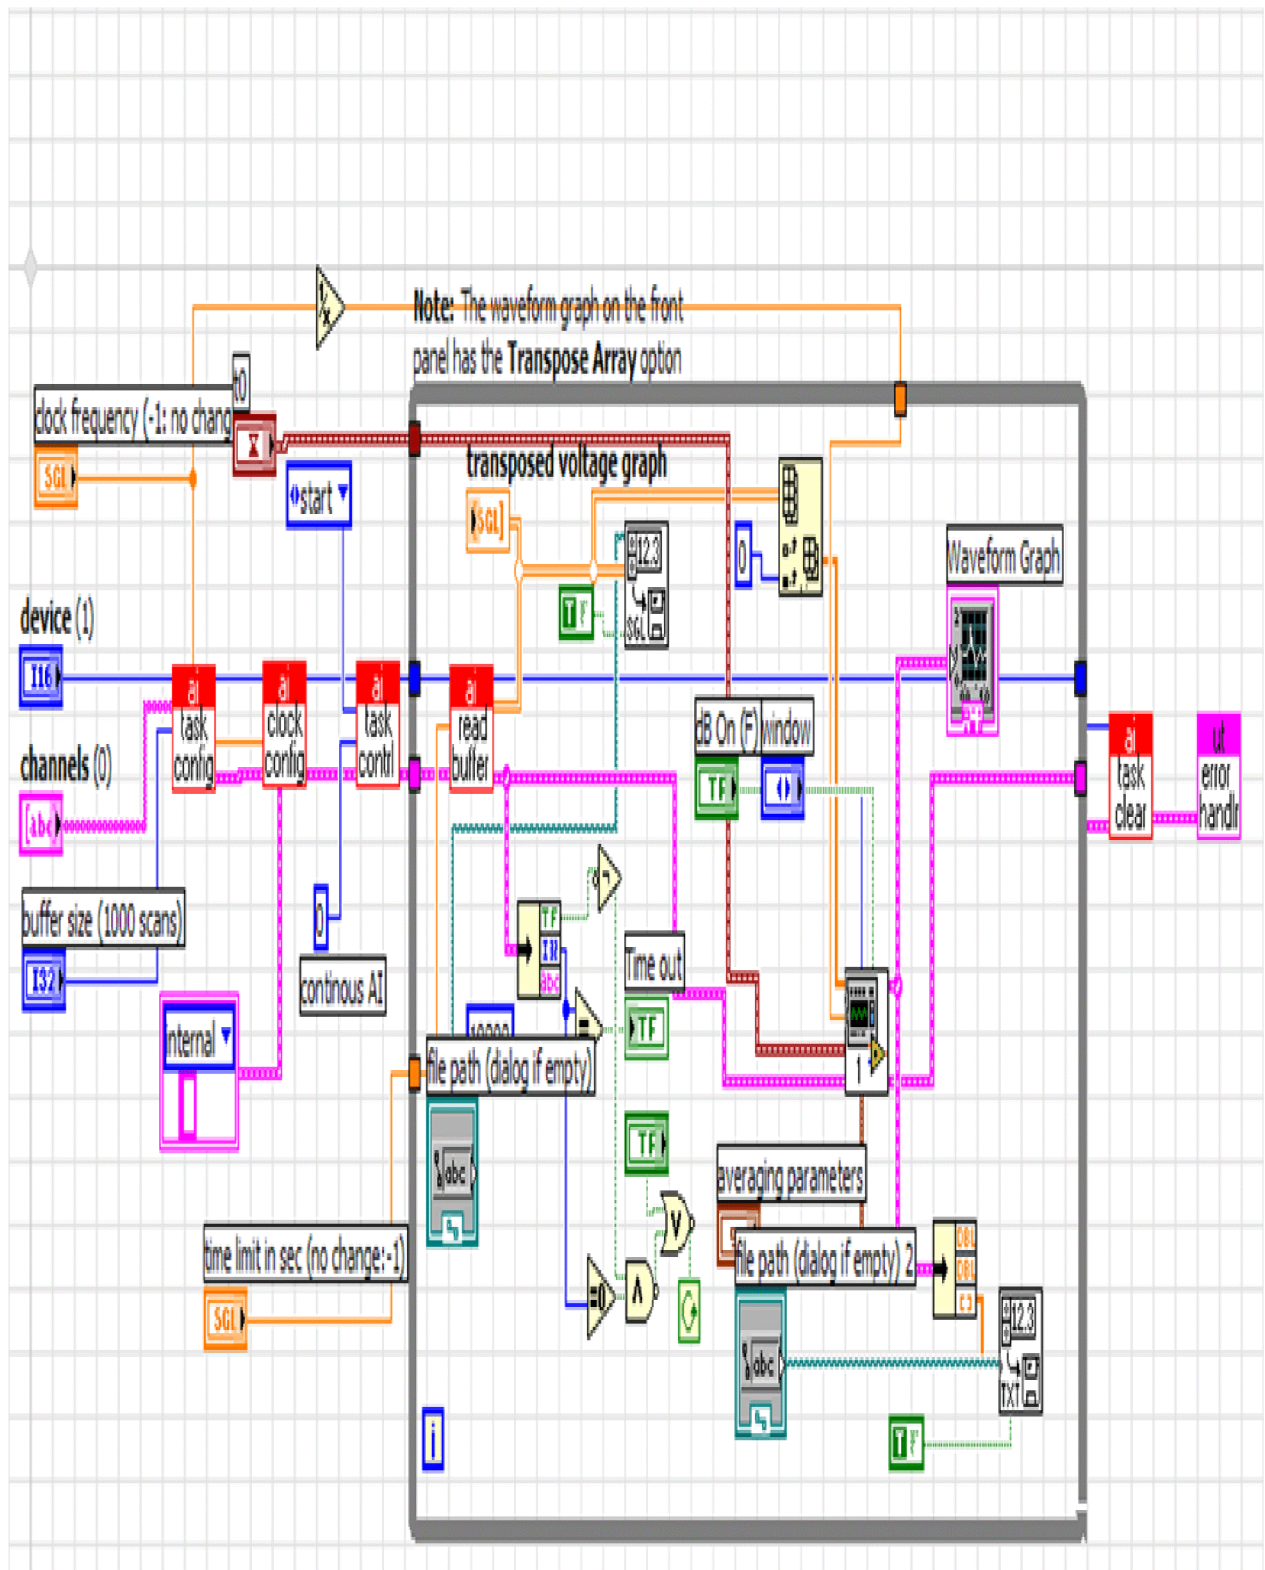 Note: The waveform graph on the front
panel has the Transpose Array option
t0
clock frequency (-1: no chang
SGL
start
transposed voltage graph
SGL]
12.3
SGL
0
Waveform Graph
T F
device (1)
I16
ai
task
config
ai
clock
config
ai
task
contrl
ai
read
buffer
dB On (F)
window
TF
channels (0)
[abc
ai
task
clear
ut
error
handlr
buffer size (1000 scans)
I32
0
continous AI
TF
abc
Time out
TF
internal
file path (dialog if empty)
abc
1
TF
averaging parameters
time limit in sec (no change:-1)
SGL
file path (dialog if empty) 2
DBL
DBL
abc
12.3
TXT
T F
i